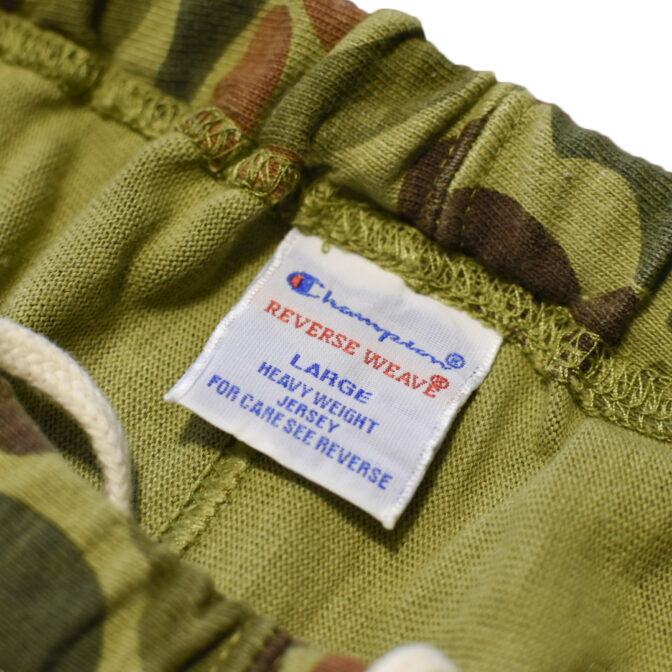 Champion®
REVERSE WEAVE®
LARGE
HEAVY WEIGHT
JERSEY
FOR CARE SEE REVERSE